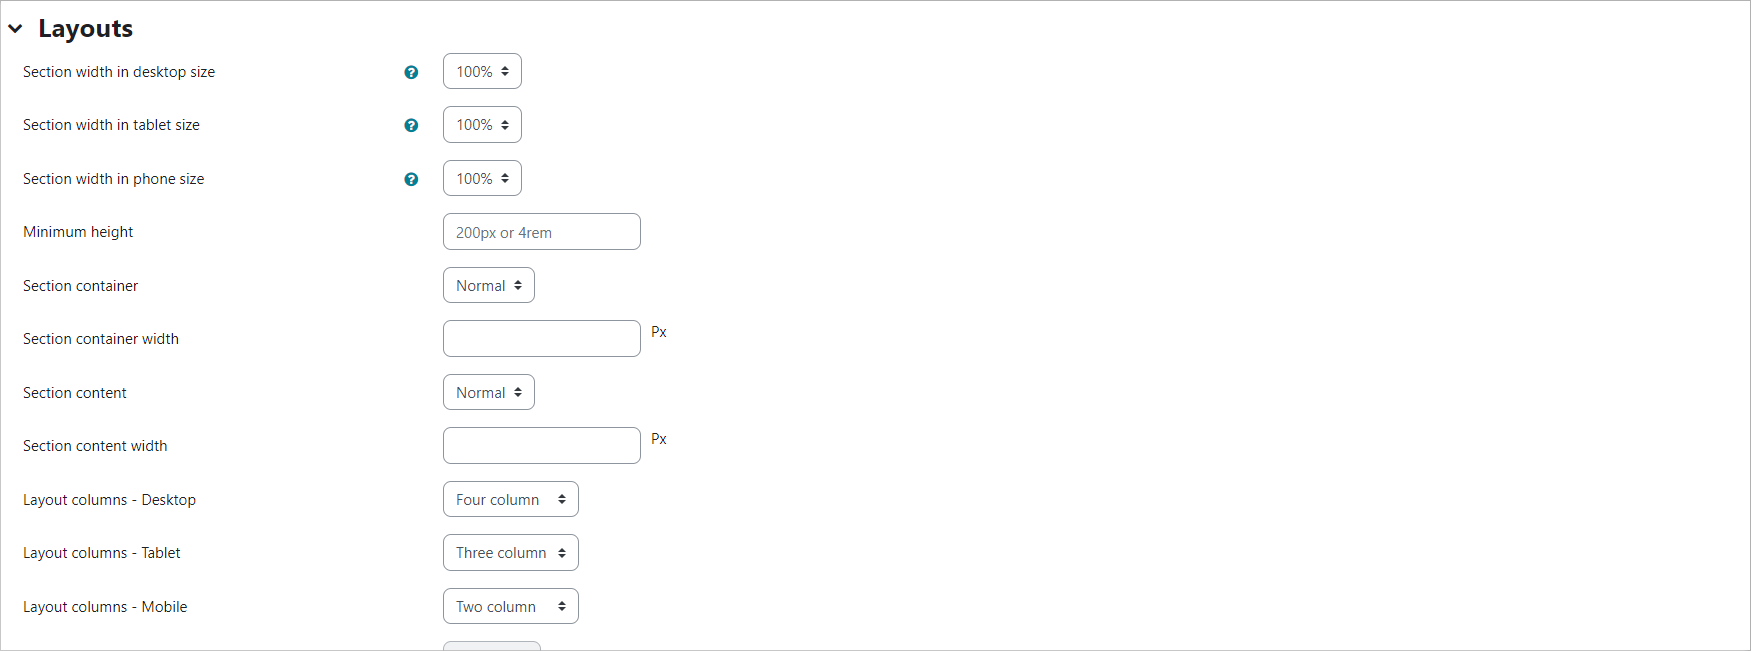 Layouts
Section width in desktop size ? 100%
Section width in tablet size ? 100%
Section width in phone size ? 100%
Minimum height 200px or 4rem
Section container Normal
Section container width Px
Section content Normal
Section content width Px
Layout columns - Desktop Four column
Layout columns - Tablet Three column
Layout columns - Mobile Two column